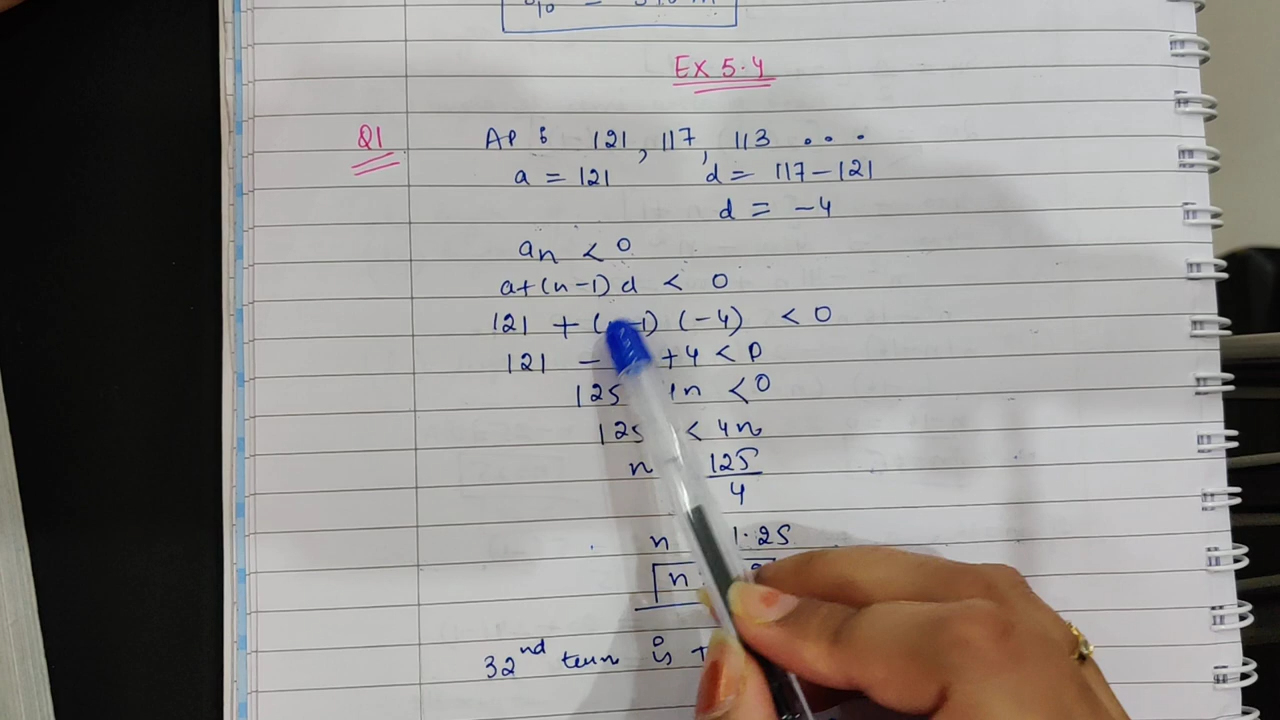 EX 5.4
Q1
AP : 121, 117, 113 ...
a = 121 d = 117-121
d = -4
an < 0
a+(n-1) d < 0
121 + ( -1) (-4) < 0
121 - +4 < 0
125 n < 0
125 < 4n
n 125/4
n 1.25
n
32nd term is